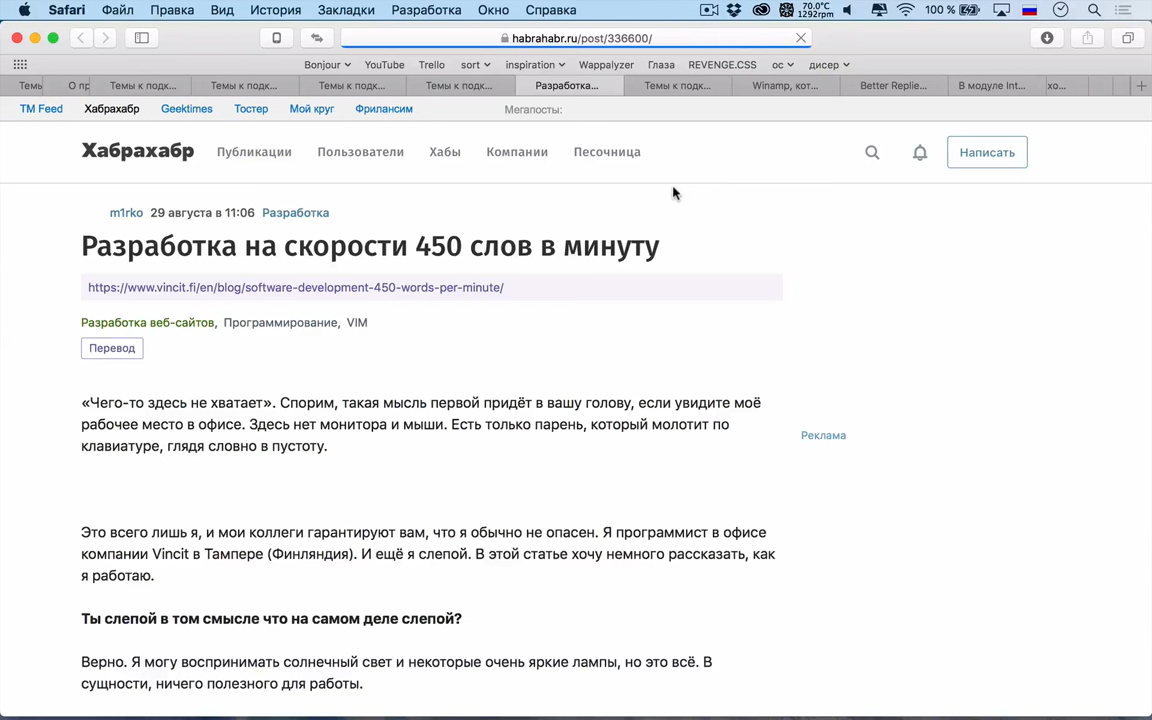 Safari Файл Правка Вид История Закладки Разработка Окно Справка 70.0°C 1292rpm 100 %
habrahabr.ru/post/336600/
Bonjour YouTube Trello sort inspiration Wappalyzer Глаза REVENGE.CSS ос дисер
Темы О пр Темы к подк... Темы к подк... Темы к подк... Темы к подк... Разработка... Темы к подк... Winamp, кот... Better Replie... В модуле Int... хо...
TM Feed Хабрахабр Geektimes Тостер Мой круг Фрилансим Мегапосты:
Хабрахабр Публикации Пользователи Хабы Компании Песочница Написать
m1rko 29 августа в 11:06 Разработка
Разработка на скорости 450 слов в минуту
https://www.vincit.fi/en/blog/software-development-450-words-per-minute/
Разработка веб-сайтов, Программирование, VIM
Перевод
«Чего-то здесь не хватает». Спорим, такая мысль первой придёт в вашу голову, если увидите моё
рабочее место в офисе. Здесь нет монитора и мыши. Есть только парень, который молотит по
клавиатуре, глядя словно в пустоту.
Реклама
Это всего лишь я, и мои коллеги гарантируют вам, что я обычно не опасен. Я программист в офисе
компании Vincit в Тампере (Финляндия). И ещё я слепой. В этой статье хочу немного рассказать, как
я работаю.
Ты слепой в том смысле что на самом деле слепой?
Верно. Я могу воспринимать солнечный свет и некоторые очень яркие лампы, но это всё. В
сущности, ничего полезного для работы.